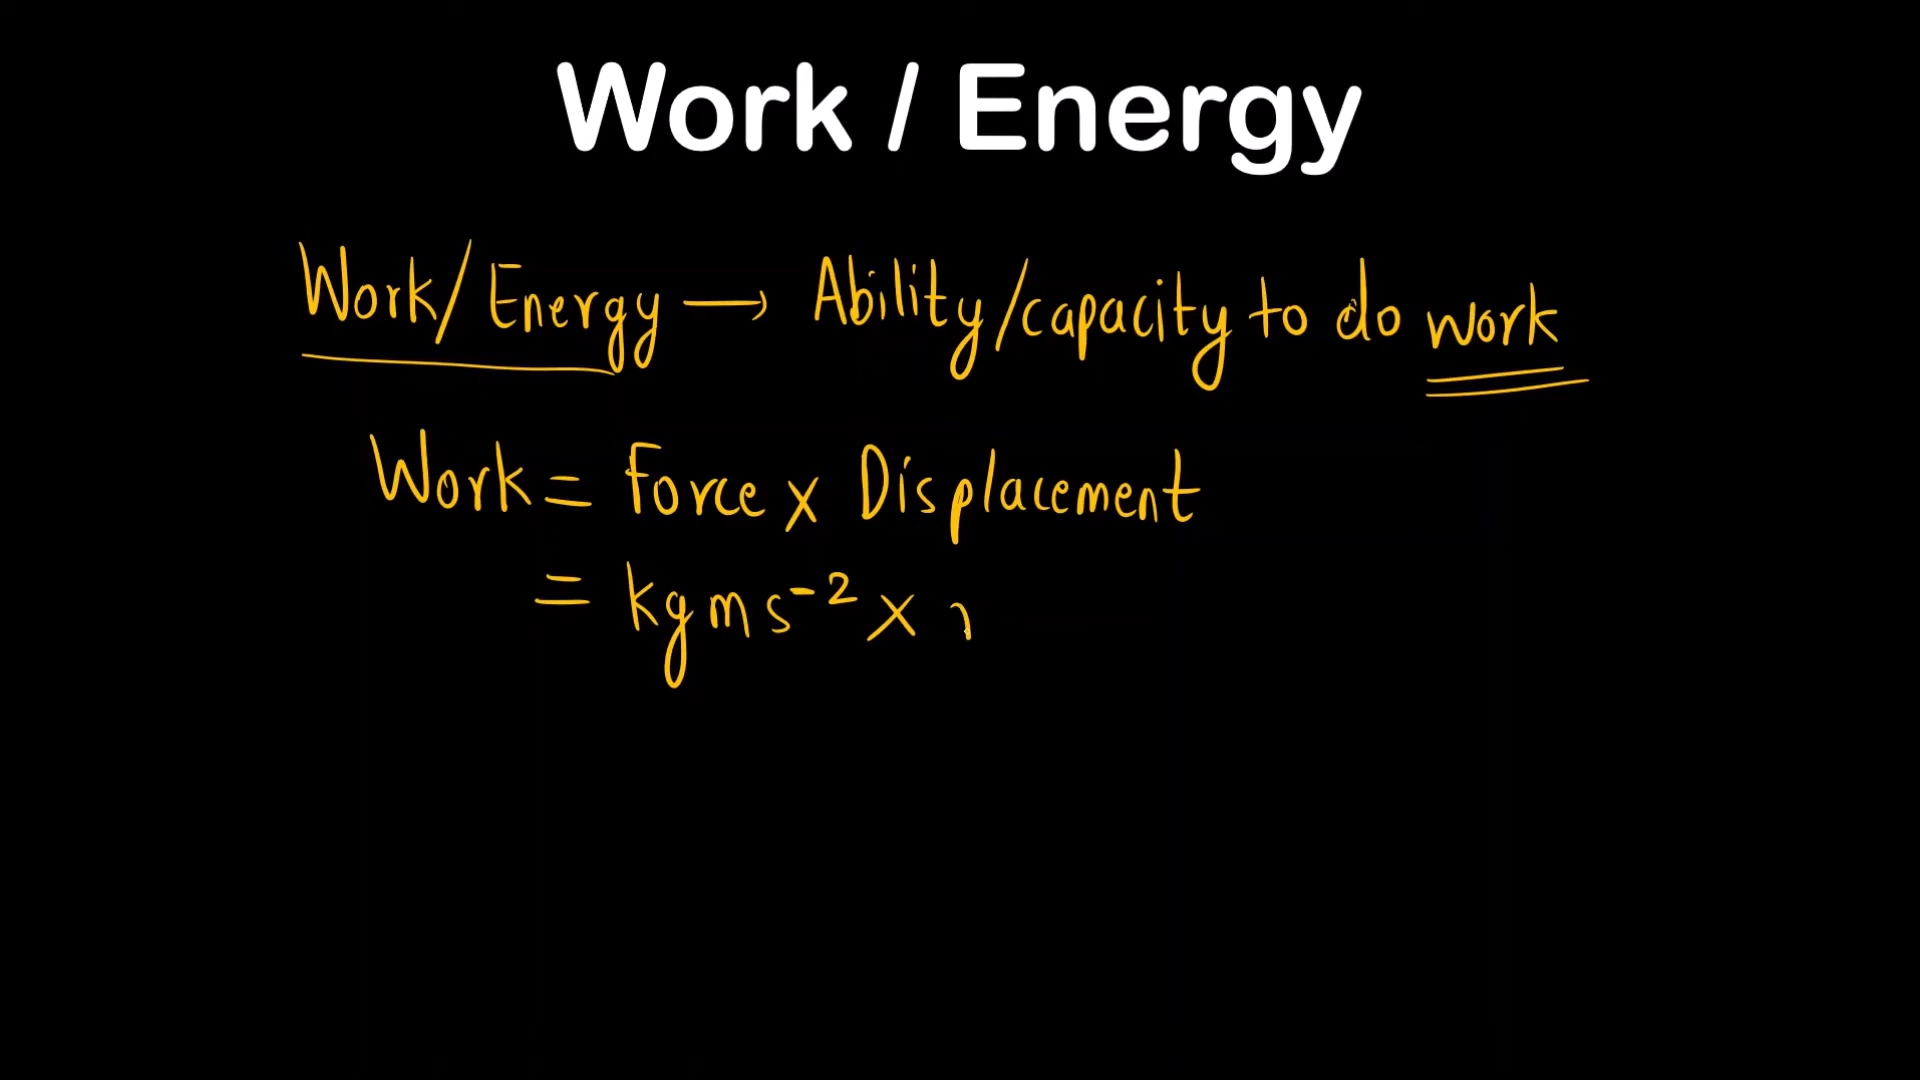 Work / Energy
Work/Energy → Ability/capacity to do work
Work = Force x Displacement
= kgms⁻² x